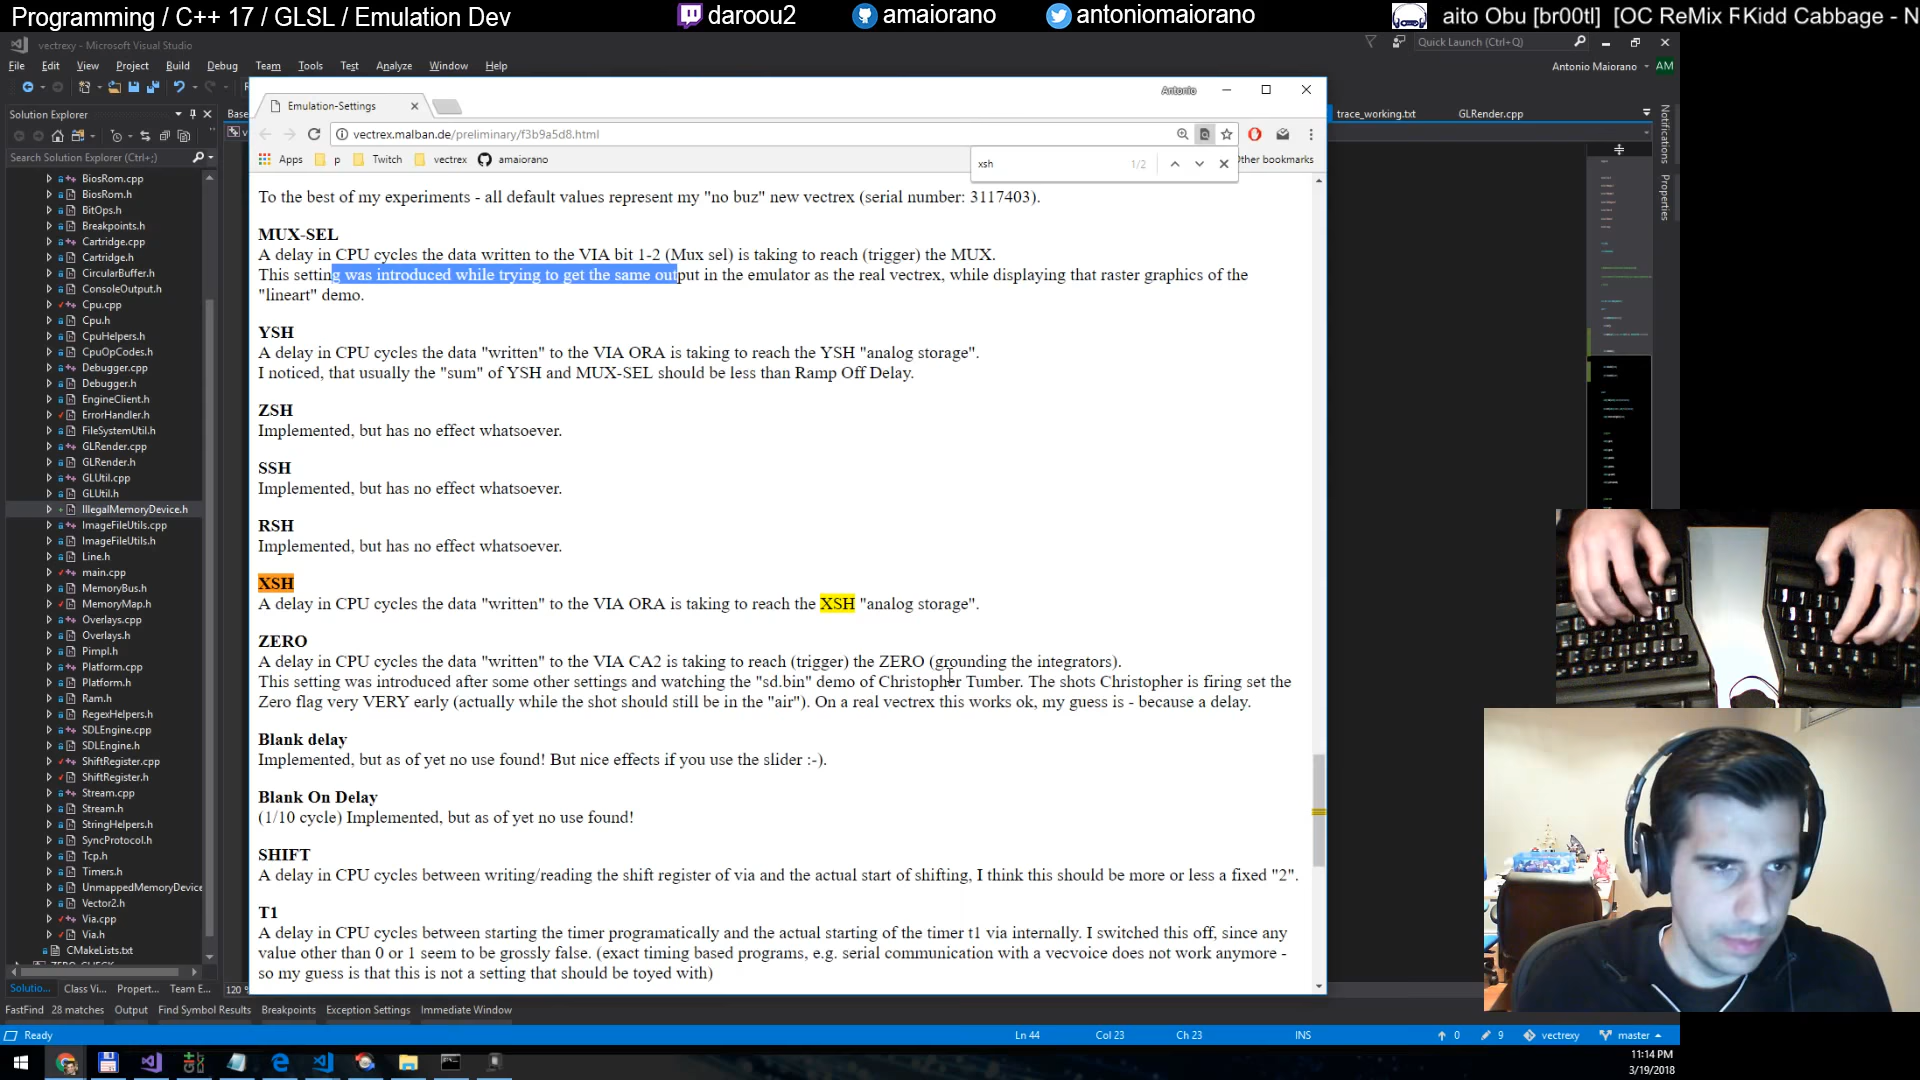 Programming / C++ 17 / GLSL / Emulation Dev
daroou2
amaiorano
antoniomaiorano
aito Obu [br00tl] [OC ReMix F Kidd Cabbage - N
vectrexy - Microsoft Visual Studio
Quick Launch (Ctrl+Q)
File Edit View Project Build Debug Team Tools Test Analyze Window Help
Antonio Maiorano AM
Solution Explorer
Search Solution Explorer (Ctrl+;)
BiosRom.cpp
BiosRom.h
BitOps.h
Breakpoints.h
Cartridge.cpp
Cartridge.h
CircularBuffer.h
ConsoleOutput.h
Cpu.cpp
Cpu.h
CpuHelpers.h
CpuOpCodes.h
Debugger.cpp
Debugger.h
EngineClient.h
ErrorHandler.h
FileSystemUtil.h
GLRender.cpp
GLRender.h
GLUtil.cpp
GLUtil.h
IllegalMemoryDevice.h
ImageFileUtils.cpp
ImageFileUtils.h
Line.h
main.cpp
MemoryBus.h
MemoryMap.h
Overlays.cpp
Overlays.h
Pimpl.h
Platform.cpp
Platform.h
Ram.h
RegexHelpers.h
SDLEngine.cpp
SDLEngine.h
ShiftRegister.cpp
ShiftRegister.h
Stream.cpp
Stream.h
StringHelpers.h
SyncProtocol.h
Tcp.h
Timers.h
UnmappedMemoryDevice
Vector2.h
Via.cpp
Via.h
CMakeLists.txt
ZERO_CHECK
Solutio... Class Vi... Propert... Team E...
120 %
Base
trace_working.txt
GLRender.cpp
Notifications
Properties
Emulation-Settings
Antonio
vectrex.malban.de/preliminary/f3b9a5d8.html
Apps p Twitch vectrex amaiorano
Other bookmarks
xsh 1/2
To the best of my experiments - all default values represent my "no buz" new vectrex (serial number: 3117403).
MUX-SEL
A delay in CPU cycles the data written to the VIA bit 1-2 (Mux sel) is taking to reach (trigger) the MUX.
This setting was introduced while trying to get the same output in the emulator as the real vectrex, while displaying that raster graphics of the
"lineart" demo.
YSH
A delay in CPU cycles the data "written" to the VIA ORA is taking to reach the YSH "analog storage".
I noticed, that usually the "sum" of YSH and MUX-SEL should be less than Ramp Off Delay.
ZSH
Implemented, but has no effect whatsoever.
SSH
Implemented, but has no effect whatsoever.
RSH
Implemented, but has no effect whatsoever.
XSH
A delay in CPU cycles the data "written" to the VIA ORA is taking to reach the XSH "analog storage".
ZERO
A delay in CPU cycles the data "written" to the VIA CA2 is taking to reach (trigger) the ZERO (grounding the integrators).
This setting was introduced after some other settings and watching the "sd.bin" demo of Christopher Tumber. The shots Christopher is firing set the
Zero flag very VERY early (actually while the shot should still be in the "air"). On a real vectrex this works ok, my guess is - because a delay.
Blank delay
Implemented, but as of yet no use found! But nice effects if you use the slider :-).
Blank On Delay
(1/10 cycle) Implemented, but as of yet no use found!
SHIFT
A delay in CPU cycles between writing/reading the shift register of via and the actual start of shifting, I think this should be more or less a fixed "2".
T1
A delay in CPU cycles between starting the timer programatically and the actual starting of the timer t1 via internally. I switched this off, since any
value other than 0 or 1 seem to be grossly false. (exact timing based programs, e.g. serial communication with a vecvoice does not work anymore -
so my guess is that this is not a setting that should be toyed with)
FastFind 28 matches Output Find Symbol Results Breakpoints Exception Settings Immediate Window
Ready
Ln 44 Col 23 Ch 23 INS
0 9 vectrexy master
11:14 PM
3/19/2018